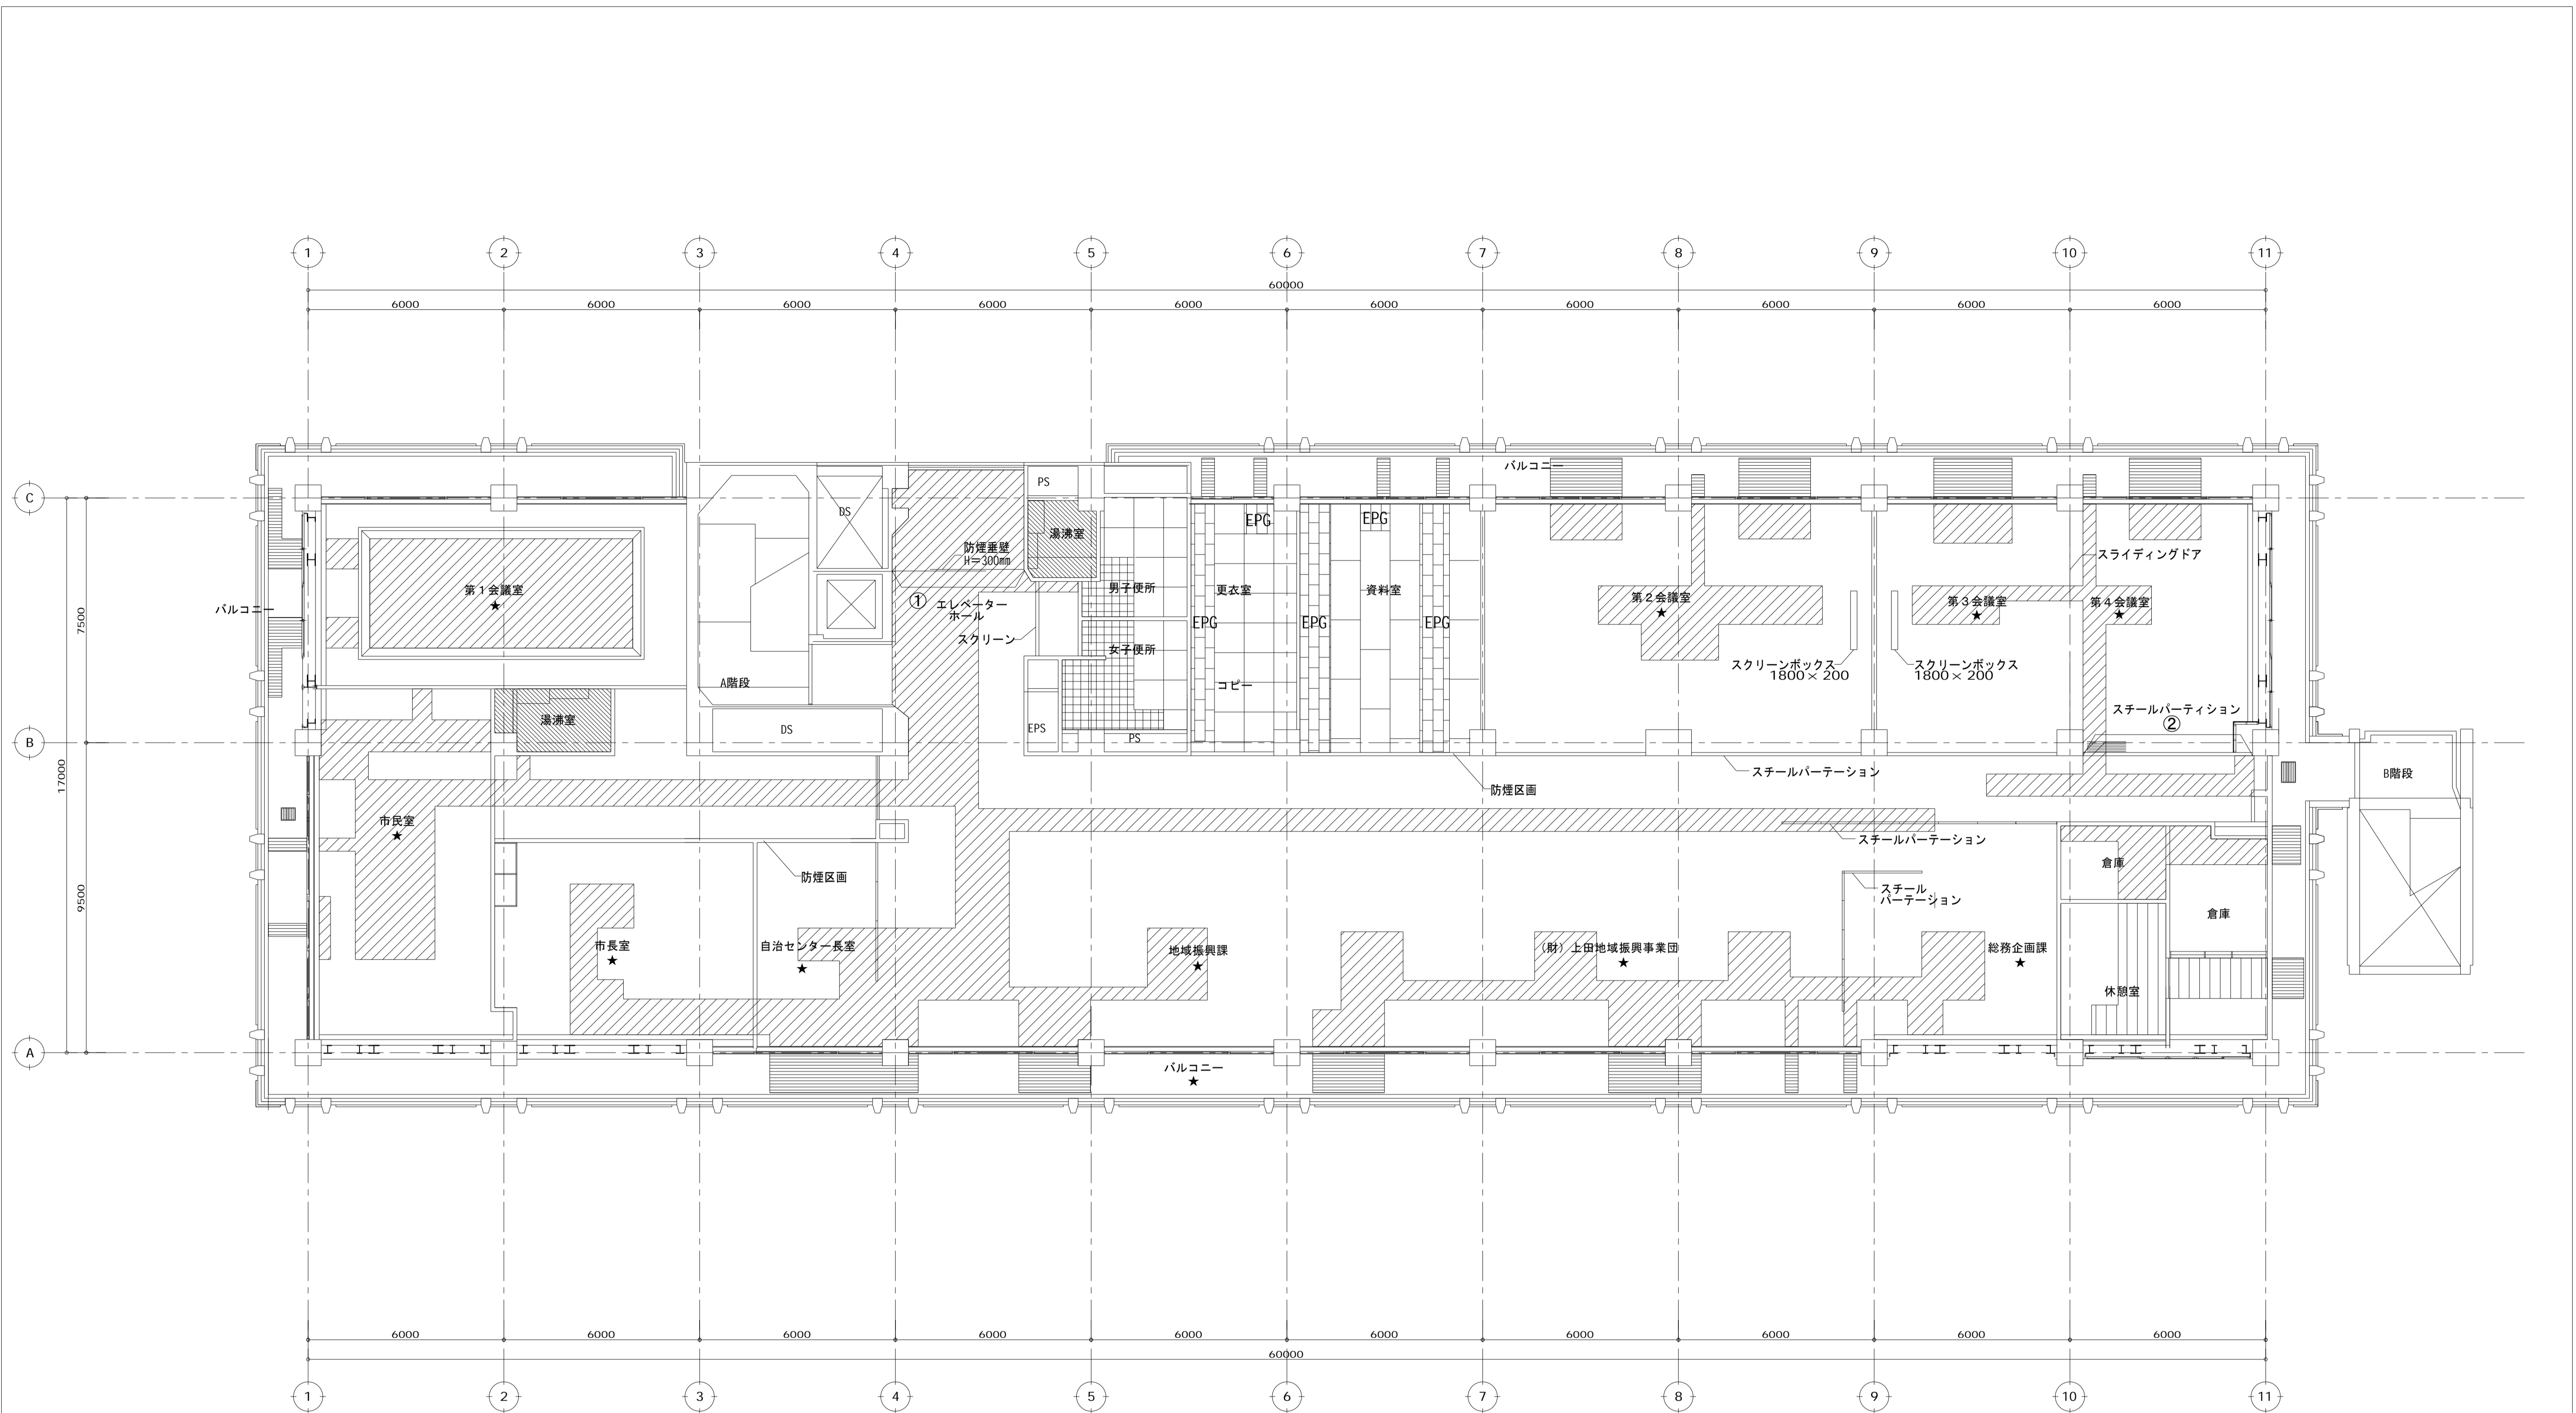 1 2 3 4 5 6 7 8 9 10 11
60000
6000 6000 6000 6000 6000 6000 6000 6000 6000 6000
バルコニー
C
PS
DS
EPG EPG
湯沸室
防煙垂壁
H=300mm
スライディングドア
第1会議室
★
男子便所
更衣室
資料室
第2会議室
★
第3会議室
★
第4会議室
★
①
エレベーター
ホール
バルコニー
7500
EPG EPG EPG
スクリーン
女子便所
スクリーンボックス
1800×200
スクリーンボックス
1800×200
A階段
コピー
スチールパーティション
②
湯沸室
DS
EPS
PS
B
17000
スチールパーテーション
B階段
防煙区画
市民室
★
スチールパーテーション
倉庫
防煙区画
スチール
パーテーション
9500
倉庫
市長室
★
自治センター長室
★
地域振興課
★
(財)上田地域振興事業団
★
総務企画課
★
休憩室
A
バルコニー
★
6000 6000 6000 6000 6000 6000 6000 6000 6000 6000
60000
1 2 3 4 5 6 7 8 9 10 11